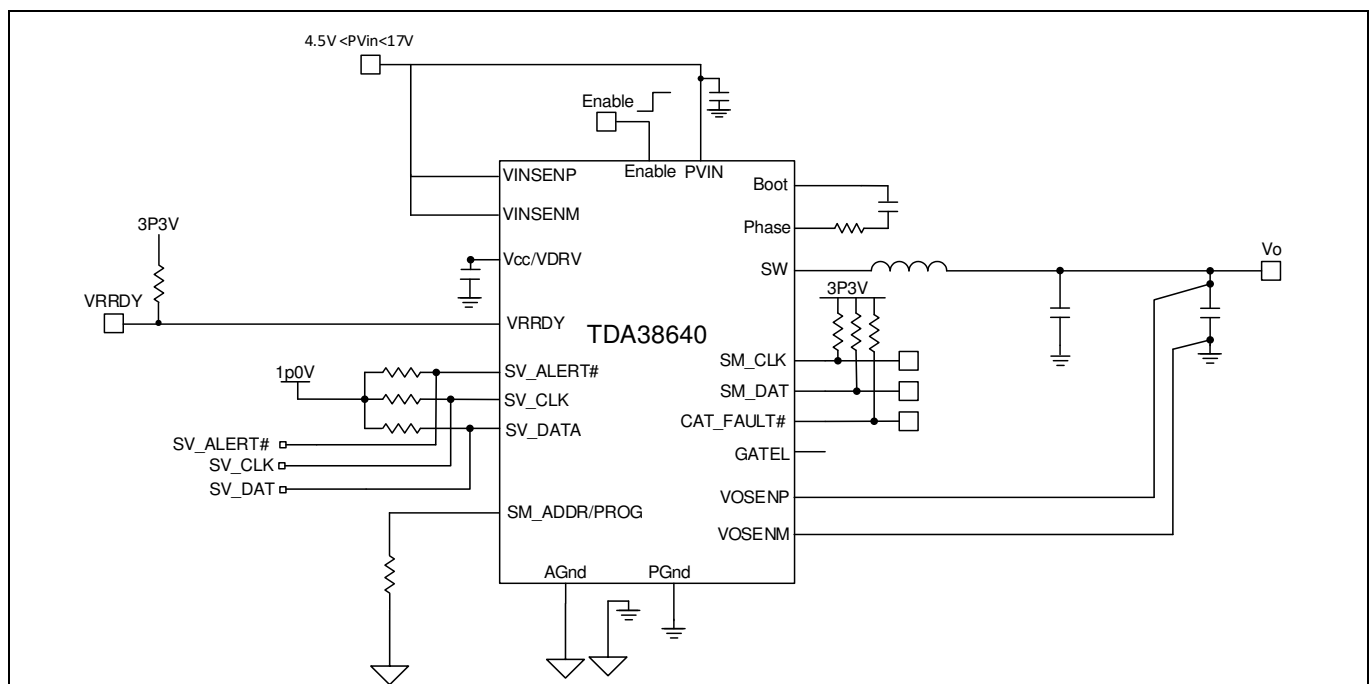 4.5V <PVin<17V
Enable
Enable PVIN
VINSENP
VINSENM
Boot
Phase
3P3V
Vcc/VDRV
SW
Vo
3P3V
VRRDY
VRRDY
TDA38640
SM_CLK
1p0V
SV_ALERT#
SM_DAT
SV_CLK
CAT_FAULT#
SV_DATA
SV_ALERT#
SV_CLK
GATEL
SV_DAT
VOSENP
SM_ADDR/PROG
VOSENM
AGnd
PGnd